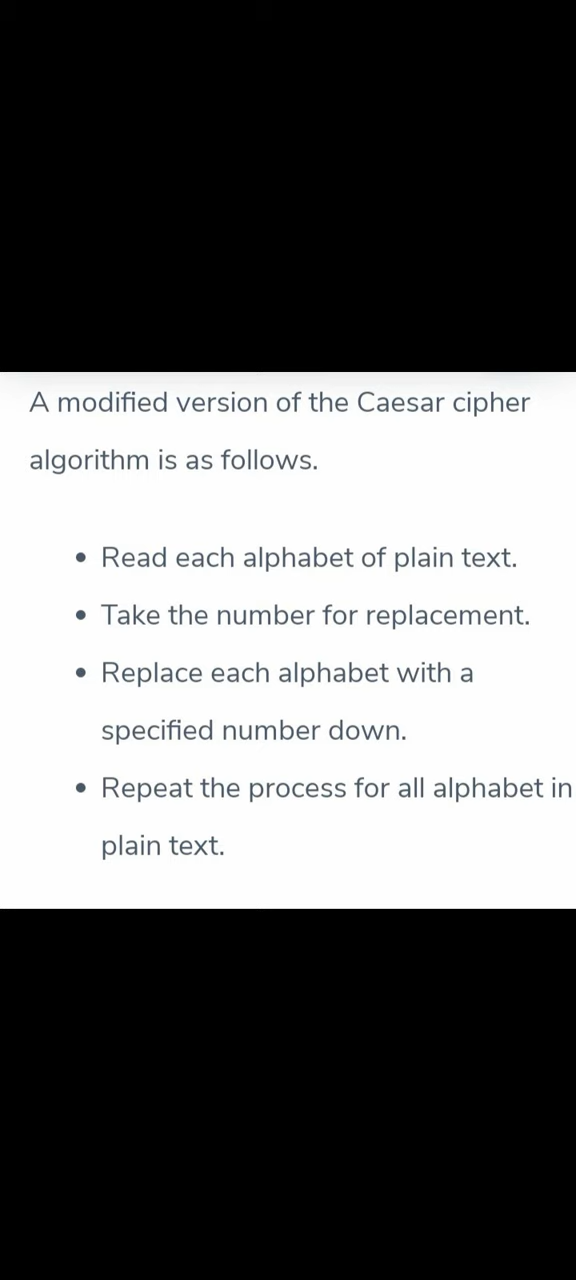 A modified version of the Caesar cipher
algorithm is as follows.
• Read each alphabet of plain text.
• Take the number for replacement.
• Replace each alphabet with a
specified number down.
• Repeat the process for all alphabet in
plain text.